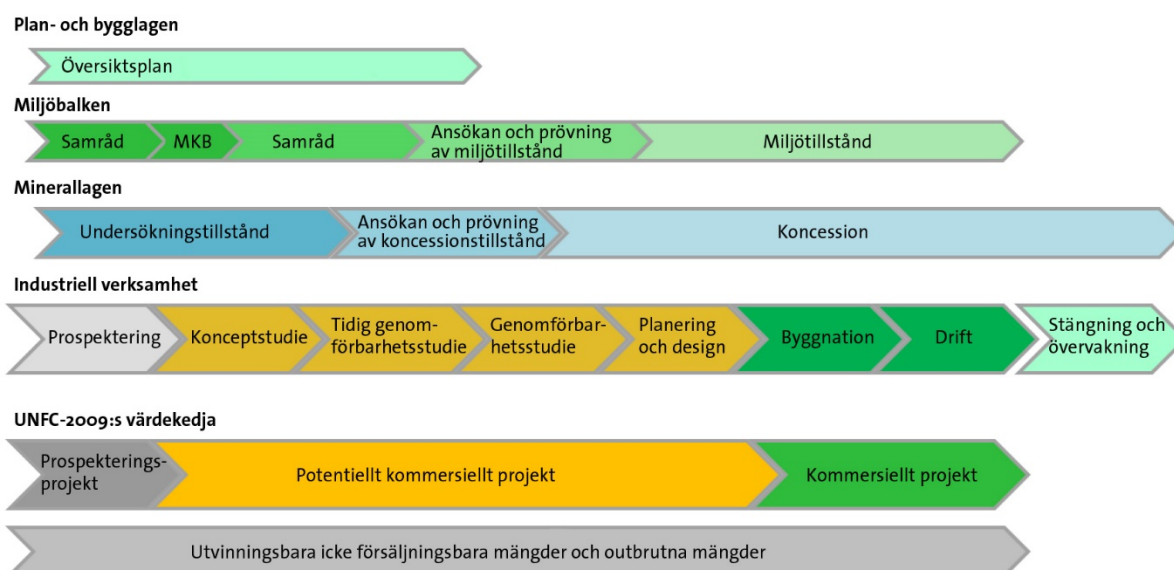 Plan- och bygglagen
Översiktsplan
Miljöbalken
Samråd
MKB
Samråd
Ansökan och prövning
av miljötillstånd
Miljötillstånd
Minerallagen
Undersökningstillstånd
Ansökan och prövning
av koncessionstillstånd
Koncession
Industriell verksamhet
Prospektering
Konceptstudie
Tidig genom-
förbarhetsstudie
Genomförbar-
hetsstudie
Planering
och design
Byggnation
Drift
Stängning och
övervakning
UNFC-2009:s värdekedja
Prospekterings-
projekt
Potentiellt kommersiellt projekt
Kommersiellt projekt
Utvinningsbara icke försäljningsbara mängder och outbrutna mängder